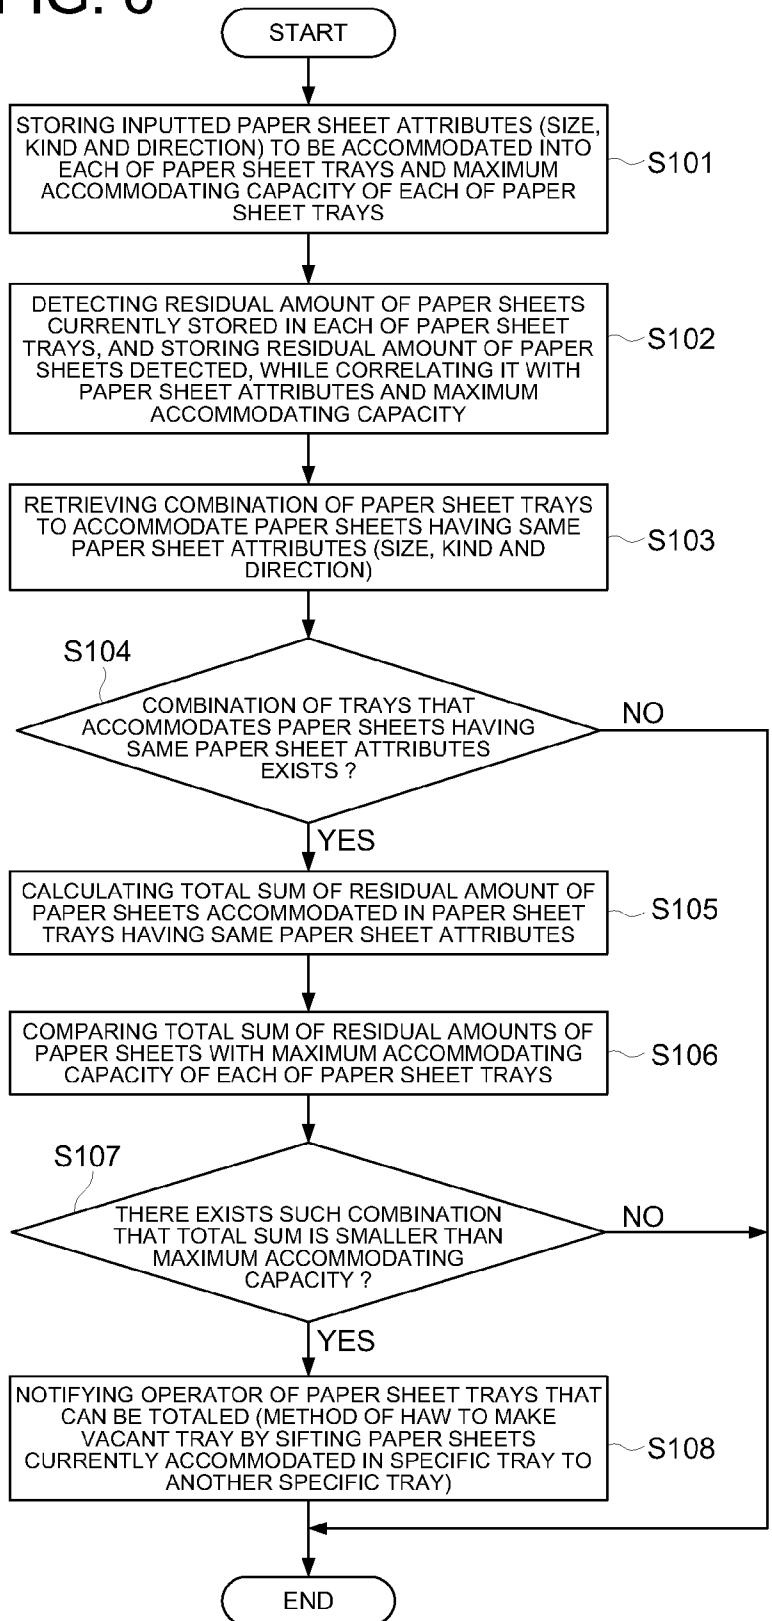 START
STORING INPUTTED PAPER SHEET ATTRIBUTES (SIZE,
KIND AND DIRECTION) TO BE ACCOMMODATED INTO
EACH OF PAPER SHEET TRAYS AND MAXIMUM
ACCOMMODATING CAPACITY OF EACH OF PAPER
SHEET TRAYS
S101
DETECTING RESIDUAL AMOUNT OF PAPER SHEETS
CURRENTLY STORED IN EACH OF PAPER SHEET
TRAYS, AND STORING RESIDUAL AMOUNT OF PAPER
SHEETS DETECTED, WHILE CORRELATING IT WITH
PAPER SHEET ATTRIBUTES AND MAXIMUM
ACCOMMODATING CAPACITY
S102
RETRIEVING COMBINATION OF PAPER SHEET TRAYS
TO ACCOMMODATE PAPER SHEETS HAVING SAME
PAPER SHEET ATTRIBUTES (SIZE, KIND AND
DIRECTION)
S103
S104
COMBINATION OF TRAYS THAT
ACCOMMODATES PAPER SHEETS HAVING
SAME PAPER SHEET ATTRIBUTES
EXISTS ?
NO
YES
CALCULATING TOTAL SUM OF RESIDUAL AMOUNT OF
PAPER SHEETS ACCOMMODATED IN PAPER SHEET
TRAYS HAVING SAME PAPER SHEET ATTRIBUTES
S105
COMPARING TOTAL SUM OF RESIDUAL AMOUNTS OF
PAPER SHEETS WITH MAXIMUM ACCOMMODATING
CAPACITY OF EACH OF PAPER SHEET TRAYS
S106
S107
THERE EXISTS SUCH COMBINATION
THAT TOTAL SUM IS SMALLER THAN
MAXIMUM ACCOMMODATING
CAPACITY ?
NO
YES
NOTIFYING OPERATOR OF PAPER SHEET TRAYS THAT
CAN BE TOTALED (METHOD OF HAW TO MAKE
VACANT TRAY BY SIFTING PAPER SHEETS
CURRENTLY ACCOMMODATED IN SPECIFIC TRAY TO
ANOTHER SPECIFIC TRAY)
S108
END